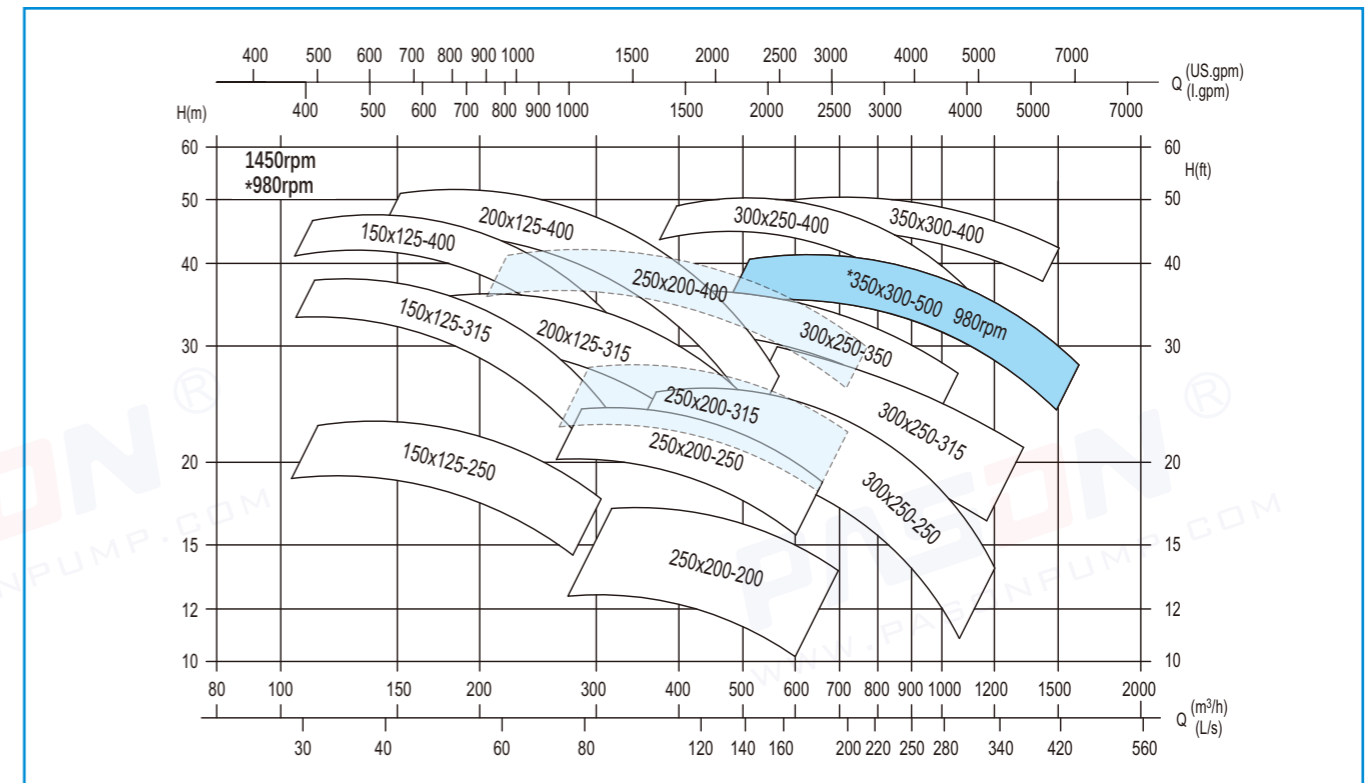 400 500 600 700 800 900 1000 1500 2000 2500 3000 4000 5000 7000
Q (US.gpm)
(I.gpm)
400 500 600 700 800 900 1000 1500 2000 2500 3000 4000 5000 7000
H(m)
60 60
1450rpm
*980rpm
H(ft)
50 50
200x125-400
300x250-400
350x300-400
150x125-400
40 40
250x200-400
*350x300-500 980rpm
150x125-315
200x125-315
300x250-350
30 30
®
®
250x200-315
300x250-315
250x200-250
150x125-250
20 20
300x250-250
PASON
WWW.PASONPUMP.COM
15 15
250x200-200
12 12
10 10
80 100 150 200 300 400 500 600 700 800 900 1000 1200 1500 2000
Q (m³/h)
(L/s)
30 40 60 80 120 140 160 200 220 250 280 340 420 560